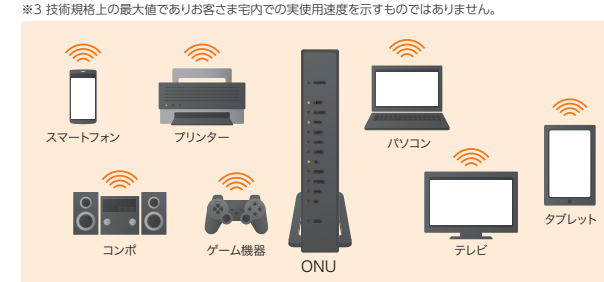 ※3 技術規格上の最大値でありお客さま宅内での実使用速度を示すものではありません。
スマートフォン
プリンター
パソコン
タブレット
コンポ
ゲーム機器
テレビ
ONU